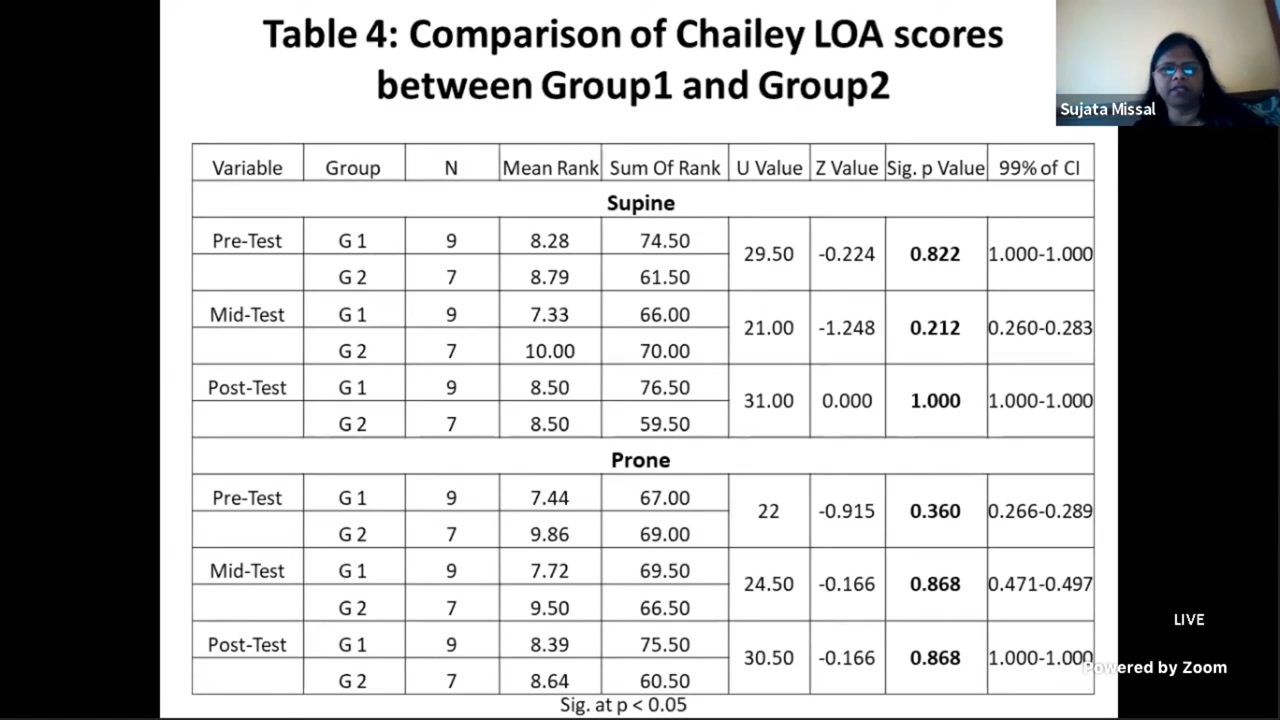 Table 4: Comparison of Chailey LOA scores
between Group1 and Group2
Sujata Missal
Variable Group N Mean Rank Sum Of Rank U Value Z Value Sig. p Value 99% of CI
Supine
Pre-Test G 1 9 8.28 74.50 29.50 -0.224 0.822 1.000-1.000
G 2 7 8.79 61.50
Mid-Test G 1 9 7.33 66.00 21.00 -1.248 0.212 0.260-0.283
G 2 7 10.00 70.00
Post-Test G 1 9 8.50 76.50 31.00 0.000 1.000 1.000-1.000
G 2 7 8.50 59.50
Prone
Pre-Test G 1 9 7.44 67.00 22 -0.915 0.360 0.266-0.289
G 2 7 9.86 69.00
Mid-Test G 1 9 7.72 69.50 24.50 -0.166 0.868 0.471-0.497
G 2 7 9.50 66.50
Post-Test G 1 9 8.39 75.50 30.50 -0.166 0.868 1.000-1.000
G 2 7 8.64 60.50
Sig. at p < 0.05
LIVE
Powered by Zoom